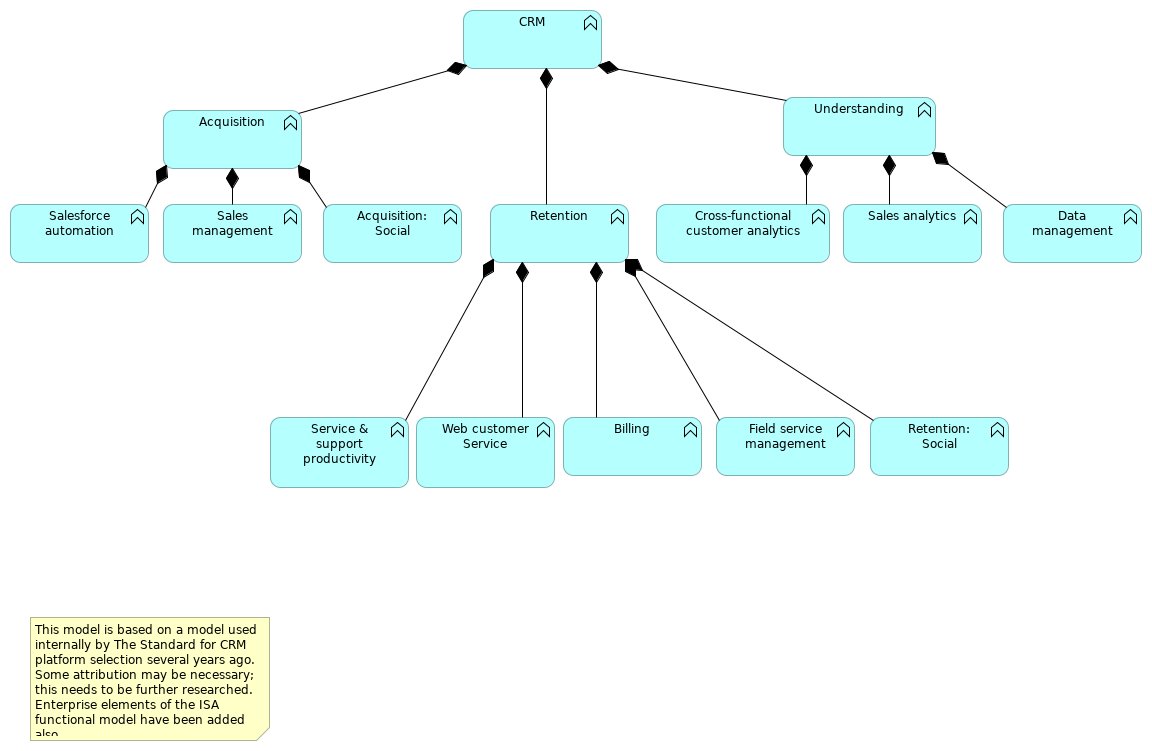 CRM
Acquisition
Understanding
Salesforce
automation
Sales
management
Acquisition:
Social
Retention
Cross-functional
customer analytics
Sales analytics
Data
management
Service &
support
productivity
Web customer
Service
Billing
Field service
management
Retention:
Social
This model is based on a model used
internally by The Standard for CRM
platform selection several years ago.
Some attribution may be necessary;
this needs to be further researched.
Enterprise elements of the ISA
functional model have been added
also